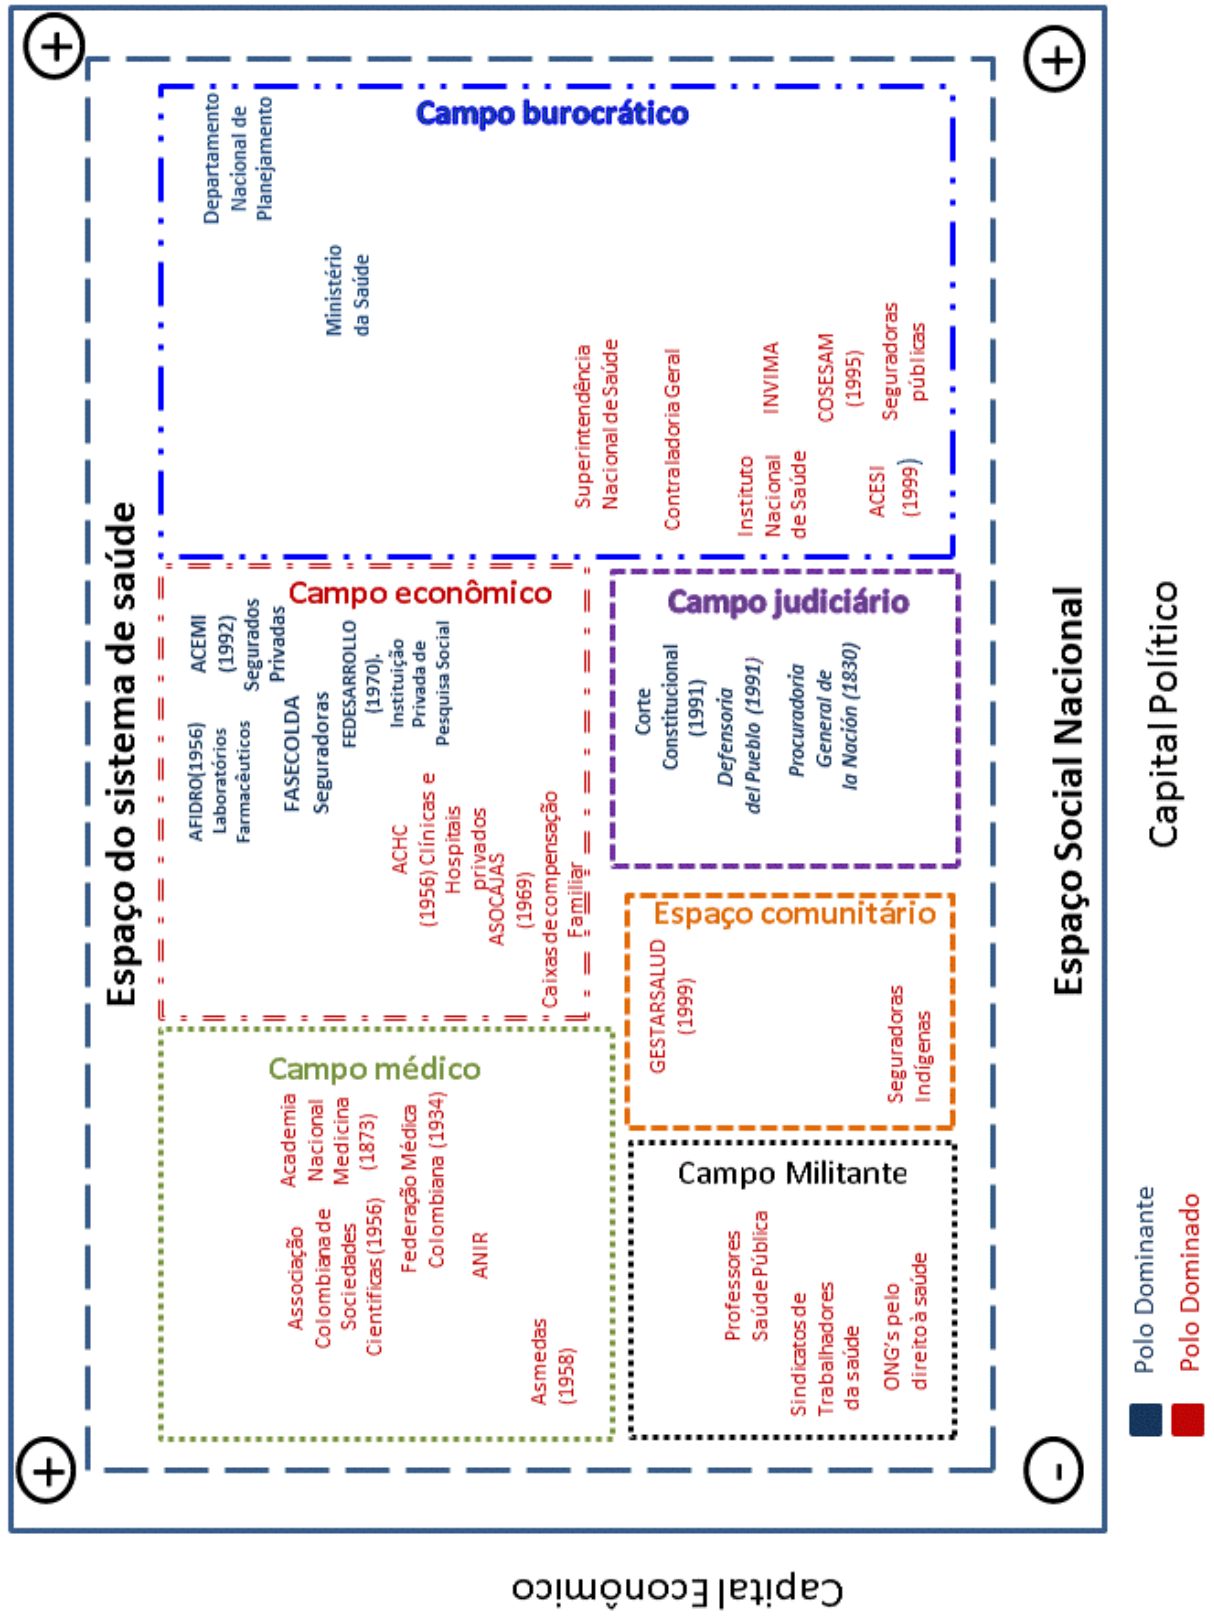 Espaço do sistema de saúde
+
+
Campo médico
Associação
Colombiana de
Sociedades
Científicas (1956)
Academia
Nacional
Medicina
(1873)
Federação Médica
Colombiana (1934)
ANIR
Asmedas
(1958)
AFIDRO(1956)
Laboratórios
Farmacêuticos
ACEMI
(1992)
Segurados
Privadas
FASECOLDA
Seguradoras
Campo econômico
FEDESARROLLO
(1970).
Instituição
Privada de
Pesquisa Social
ACHC
(1956) Clínicas e
Hospitais
privados
ASOCAJAS
(1969)
Caixas de compensação
Familiar
Departamento
Nacional de
Planejamento
Ministério
da Saúde
Campo burocrático
Superintendência
Nacional de Saúde
Contraladoria Geral
Instituto
Nacional
de Saúde
INVIMA
COSESAM
(1995)
ACESI
(1999)
Seguradoras
públicas
Campo Militante
Professores
Saúde Pública
Sindicatos de
Trabalhadores
da saúde
ONG's pelo
direito à saúde
Espaço comunitário
GESTARSALUD
(1999)
Seguradoras
Indígenas
Campo judiciário
Corte
Constitucional
(1991)
Defensoria
del Pueblo (1991)
Procuradoria
General de
la Nación (1830)
-
Espaço Social Nacional
+
Capital Econômico
Capital Político
Polo Dominante
Polo Dominado